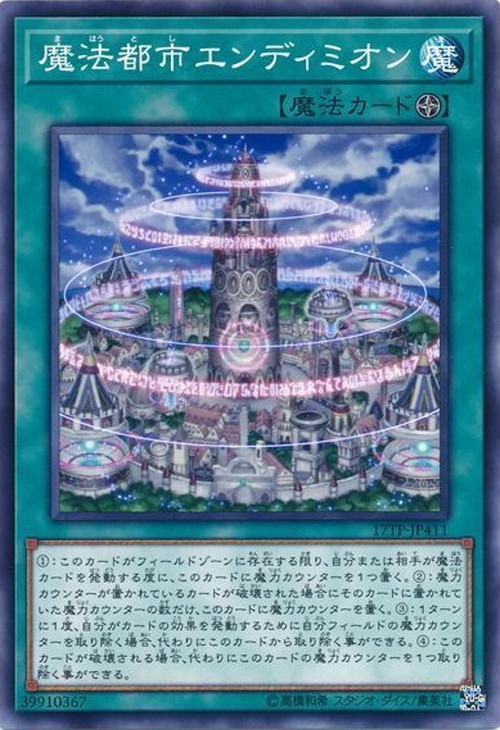 魔法都市エンディミオン 魔
【魔法カード】
17TP-JP411
①:このカードがフィールドゾーンに存在する限り、自分または相手が魔法
カードを発動する度に、このカードに魔力カウンターを1つ置く。②:魔力
カウンターが置かれているカードが破壊された場合にそのカードに置かれて
いた魔力カウンターの数だけ、このカードに魔力カウンターを置く。③:1ターン
に1度、自分がカードの効果を発動するために自分フィールドの魔力カウンター
を取り除く場合、代わりにこのカードから取り除く事ができる。④:この
カードが破壊される場合、代わりにこのカードの魔力カウンターを1つ取り
除く事ができる。
39910367
©高橋和希 スタジオ・ダイス/集英社